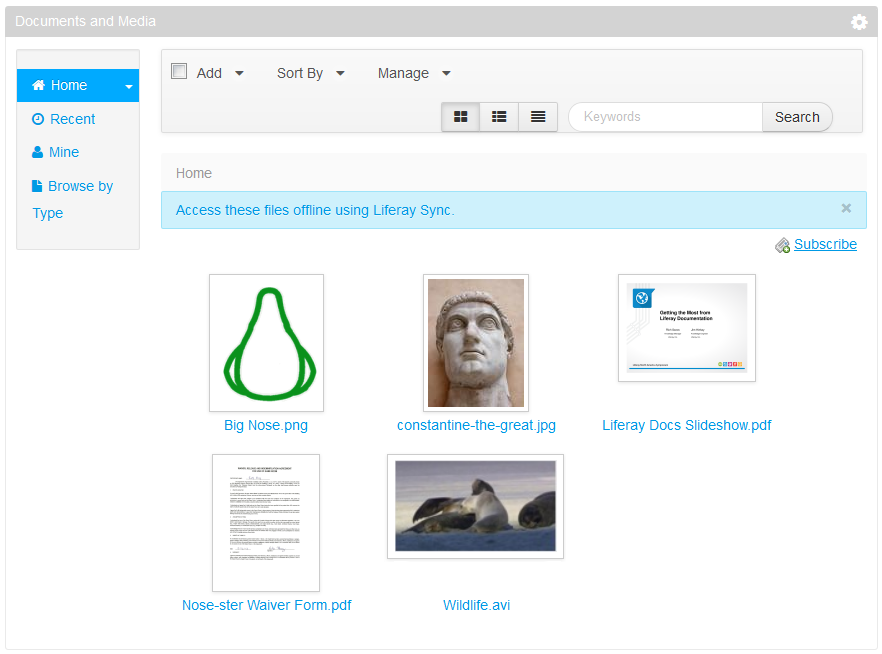 Documents and Media
Home
Recent
Mine
Browse by
Type
Add
Sort By
Manage
Keywords
Search
Home
Access these files offline using Liferay Sync.
Subscribe
Getting the Most from
Liferay Documentation
Big Nose.png
constantine-the-great.jpg
Liferay Docs Slideshow.pdf
Nose-ster Waiver Form.pdf
Wildlife.avi